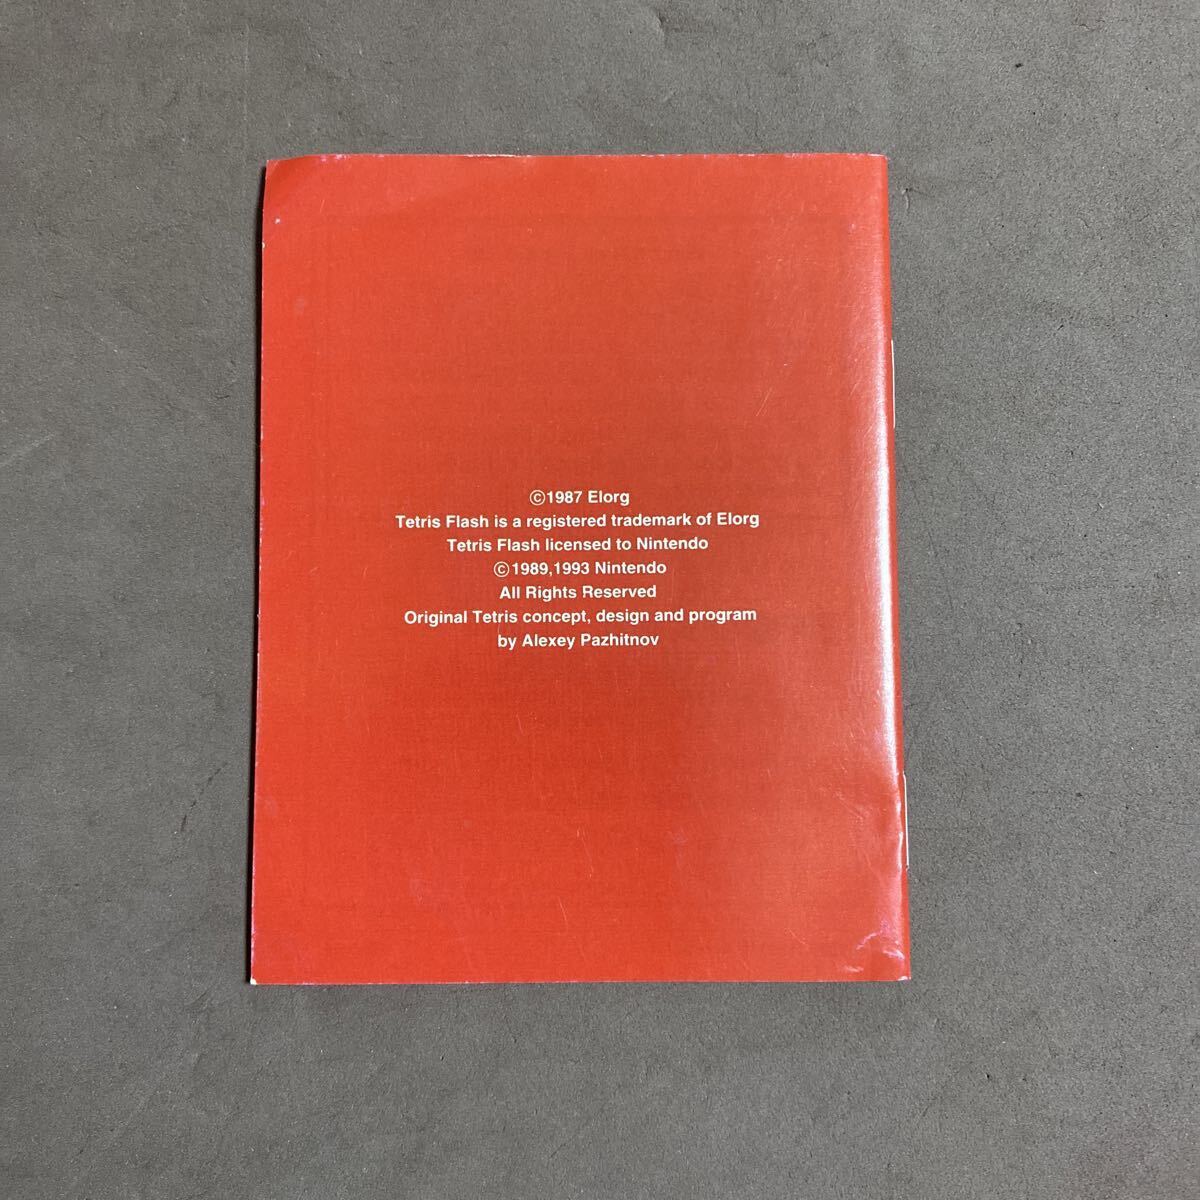 ©1987 Elorg
Tetris Flash is a registered trademark of Elorg
Tetris Flash licensed to Nintendo
©1989,1993 Nintendo
All Rights Reserved
Original Tetris concept, design and program
by Alexey Pazhitnov